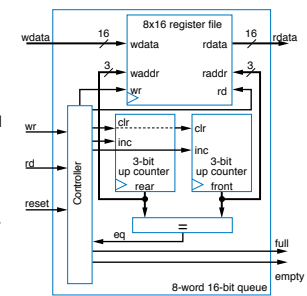 8x16 register file
wdata 16 wdata rdata 16 rdata
3 waddr raddr 3
wr rd
wr clr clr
inc inc
rd 3-bit 3-bit
up counter up counter
rear front
reset
Controller
=
eq
full
empty
8-word 16-bit queue